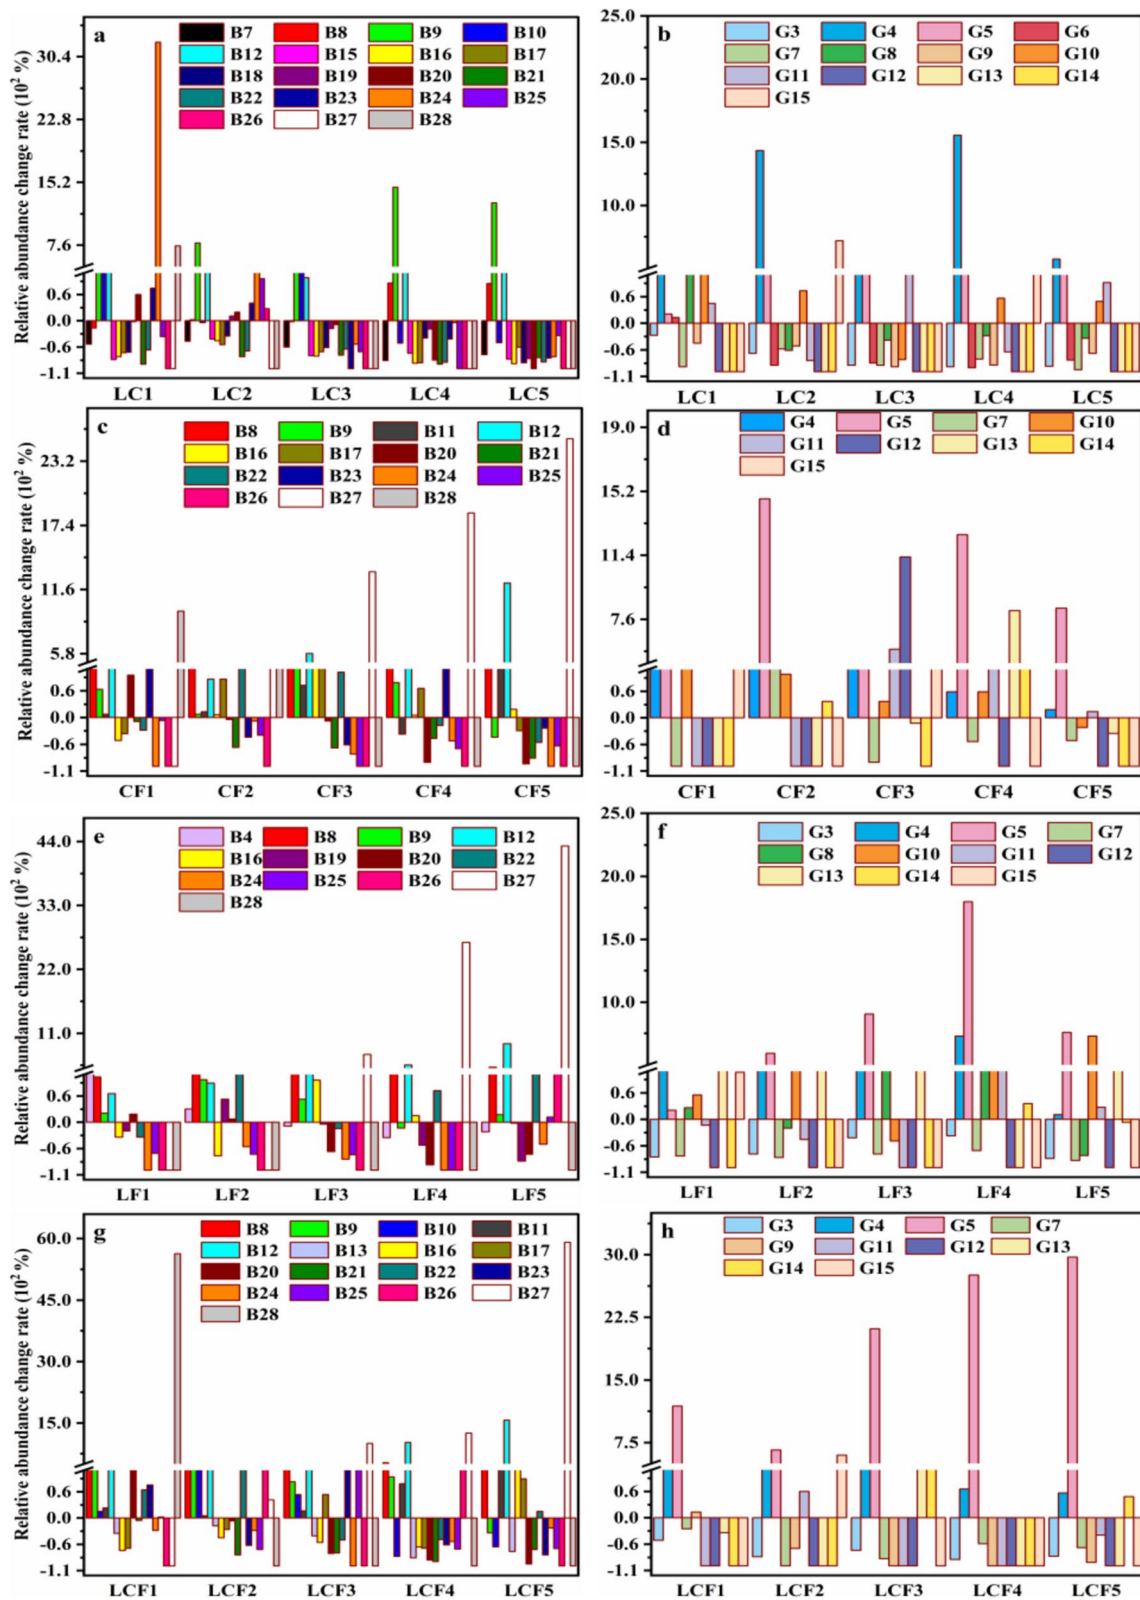 Relative abundance change rate (10² %)
a
B7 B8 B9 B10
B12 B15 B16 B17
B18 B19 B20 B21
B22 B23 B24 B25
B26 B27 B28
30.4
22.8
15.2
7.6
0.6
0.0
-0.6
-1.1
LC1 LC2 LC3 LC4 LC5
b
G3 G4 G5 G6
G7 G8 G9 G10
G11 G12 G13 G14
G15
25.0
20.0
15.0
10.0
0.6
0.0
-0.6
-1.1
LC1 LC2 LC3 LC4 LC5
Relative abundance change rate (10² %)
c
B8 B9 B11 B12
B16 B17 B20 B21
B22 B23 B24 B25
B26 B27 B28
23.2
17.4
11.6
5.8
0.6
0.0
-0.6
-1.1
CF1 CF2 CF3 CF4 CF5
d
G4 G5 G7 G10
G11 G12 G13 G14
G15
19.0
15.2
11.4
7.6
0.6
0.0
-0.6
-1.1
CF1 CF2 CF3 CF4 CF5
Relative abundance change rate (10² %)
e
B4 B8 B9 B12
B16 B19 B20 B22
B24 B25 B26 B27
B28
44.0
33.0
22.0
11.0
0.6
0.0
-0.6
-1.1
LF1 LF2 LF3 LF4 LF5
f
G3 G4 G5 G7
G8 G10 G11 G12
G13 G14 G15
25.0
20.0
15.0
10.0
0.6
0.0
-0.6
-1.1
LF1 LF2 LF3 LF4 LF5
Relative abundance change rate (10² %)
g
B8 B9 B10 B11
B12 B13 B16 B17
B20 B21 B22 B23
B24 B25 B26 B27
B28
60.0
45.0
30.0
15.0
0.6
0.0
-0.6
-1.1
LCF1 LCF2 LCF3 LCF4 LCF5
h
G3 G4 G5 G7
G9 G11 G12 G13
G14 G15
30.0
22.5
15.0
7.5
0.6
0.0
-0.6
-1.1
LCF1 LCF2 LCF3 LCF4 LCF5